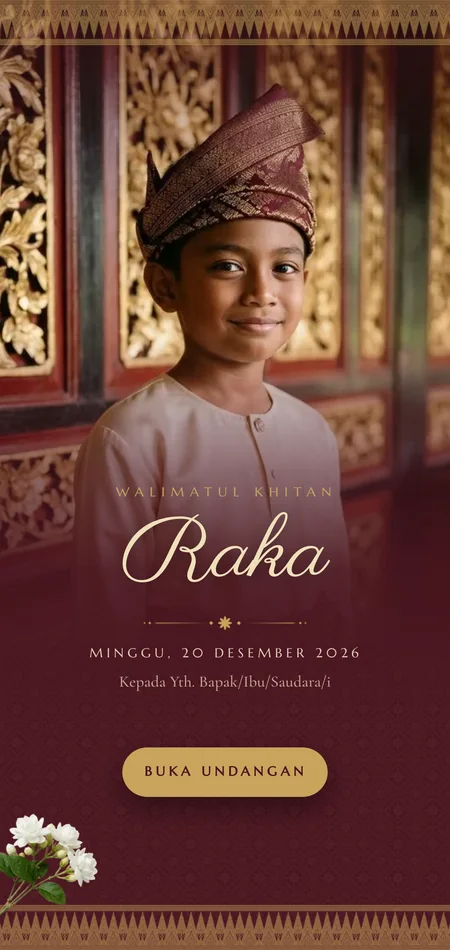 WALIMATUL KHITAN
Raka
MINGGU, 20 DESEMBER 2026
Kepada Yth. Bapak/Ibu/Saudara/i
BUKA UNDANGAN